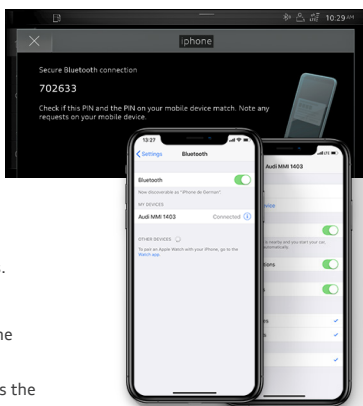 10:29 AM
iphone
Secure Bluetooth connection
702633
Check if this PIN and the PIN on your mobile device match. Note any
requests on your mobile device.
13:27
Settings
Bluetooth
Bluetooth
Now discoverable as "iPhone de German".
MY DEVICES
Audi MMI 1403
Connected
OTHER DEVICES
To pair an Apple Watch with your iPhone, go to the
Watch app.
Audi MMI 1403
s the